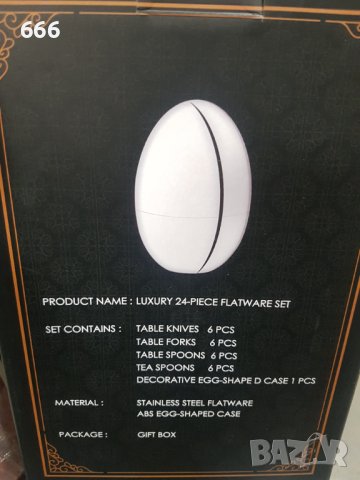 666
PRODUCT NAME : LUXURY 24-PIECE FLATWARE SET
SET CONTAINS : TABLE KNIVES 6 PCS
TABLE FORKS 6 PCS
TABLE SPOONS 6 PCS
TEA SPOONS 6 PCS
DECORATIVE EGG-SHAPE D CASE 1 PCS
MATERIAL : STAINLESS STEEL FLATWARE
ABS EGG-SHAPED CASE
PACKAGE : GIFT BOX
BAZAR